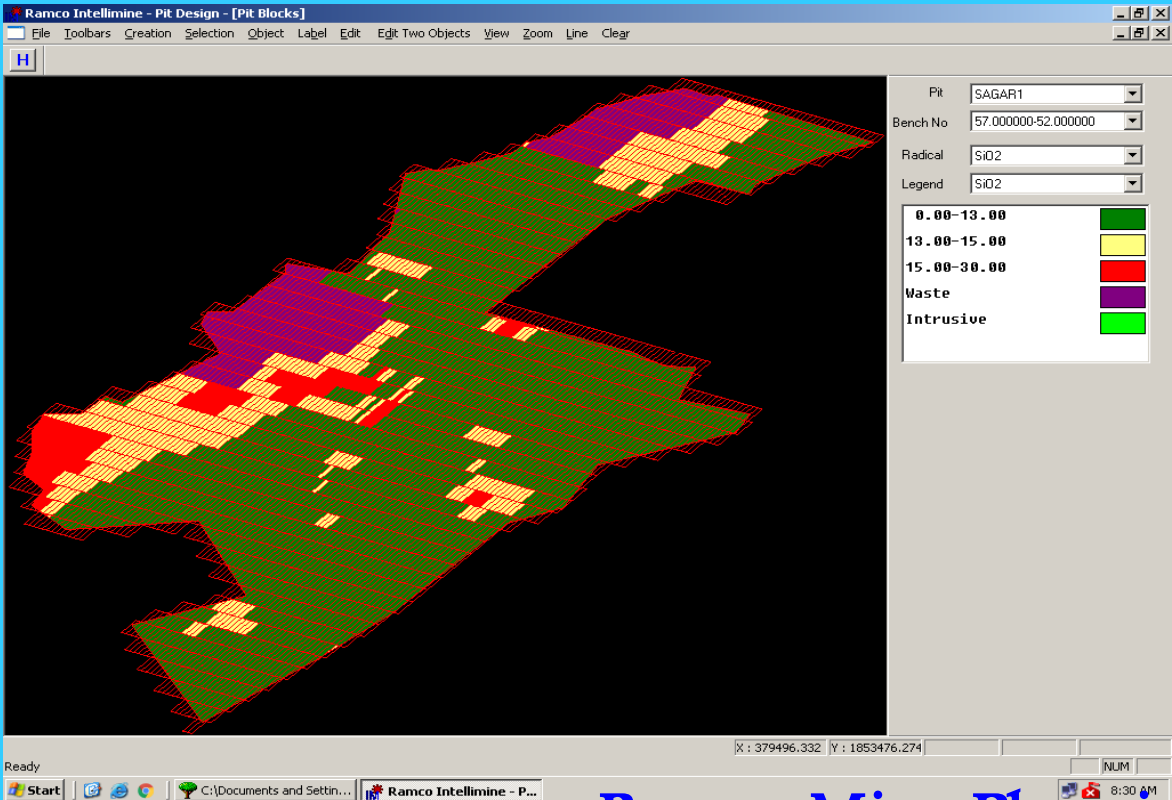 Ramco Intellimine - Pit Design - [Pit Blocks]
File Toolbars Creation Selection Object Label Edit Edit Two Objects View Zoom Line Clear
H
Pit SAGAR1
Bench No 57.000000-52.000000
Radical SiO2
Legend SiO2
0.00-13.00
13.00-15.00
15.00-30.00
Waste
Intrusive
X : 379496.332 Y : 1853476.274
Ready NUM
Start C:\Documents and Settin... Ramco Intellimine - P... 8:30 AM